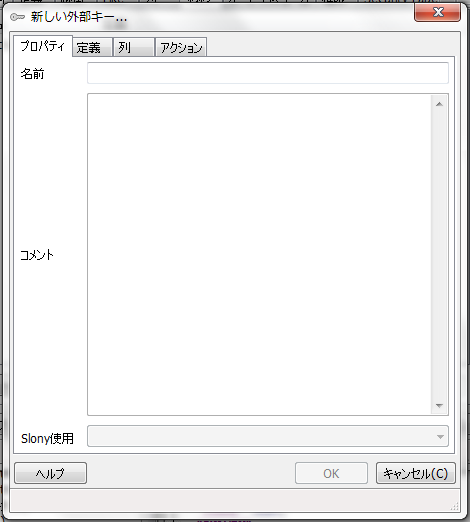 新しい外部キー...
プロパティ 定義 列 アクション
名前
コメント
Slony使用
ヘルプ OK キャンセル(C)